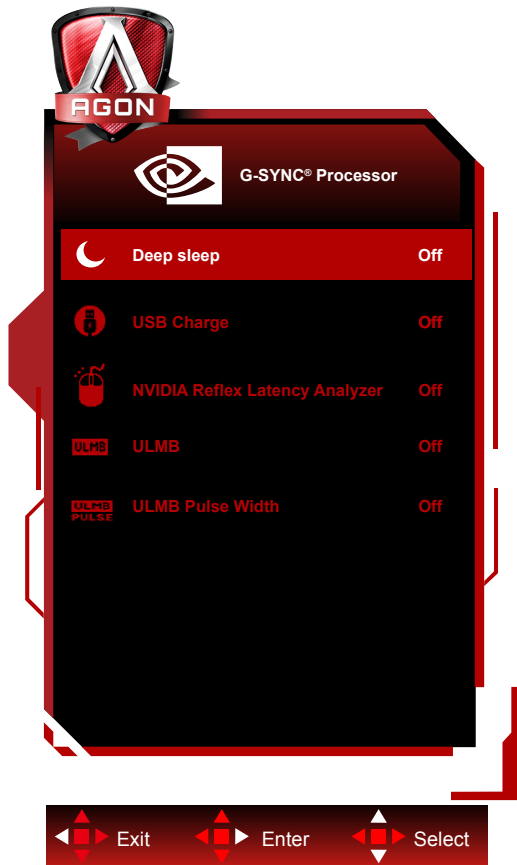 AGON
G-SYNC® Processor
Deep sleep Off
USB Charge Off
NVIDIA Reflex Latency Analyzer Off
ULMB ULMB Off
ULMB PULSE ULMB Pulse Width Off
Exit Enter Select